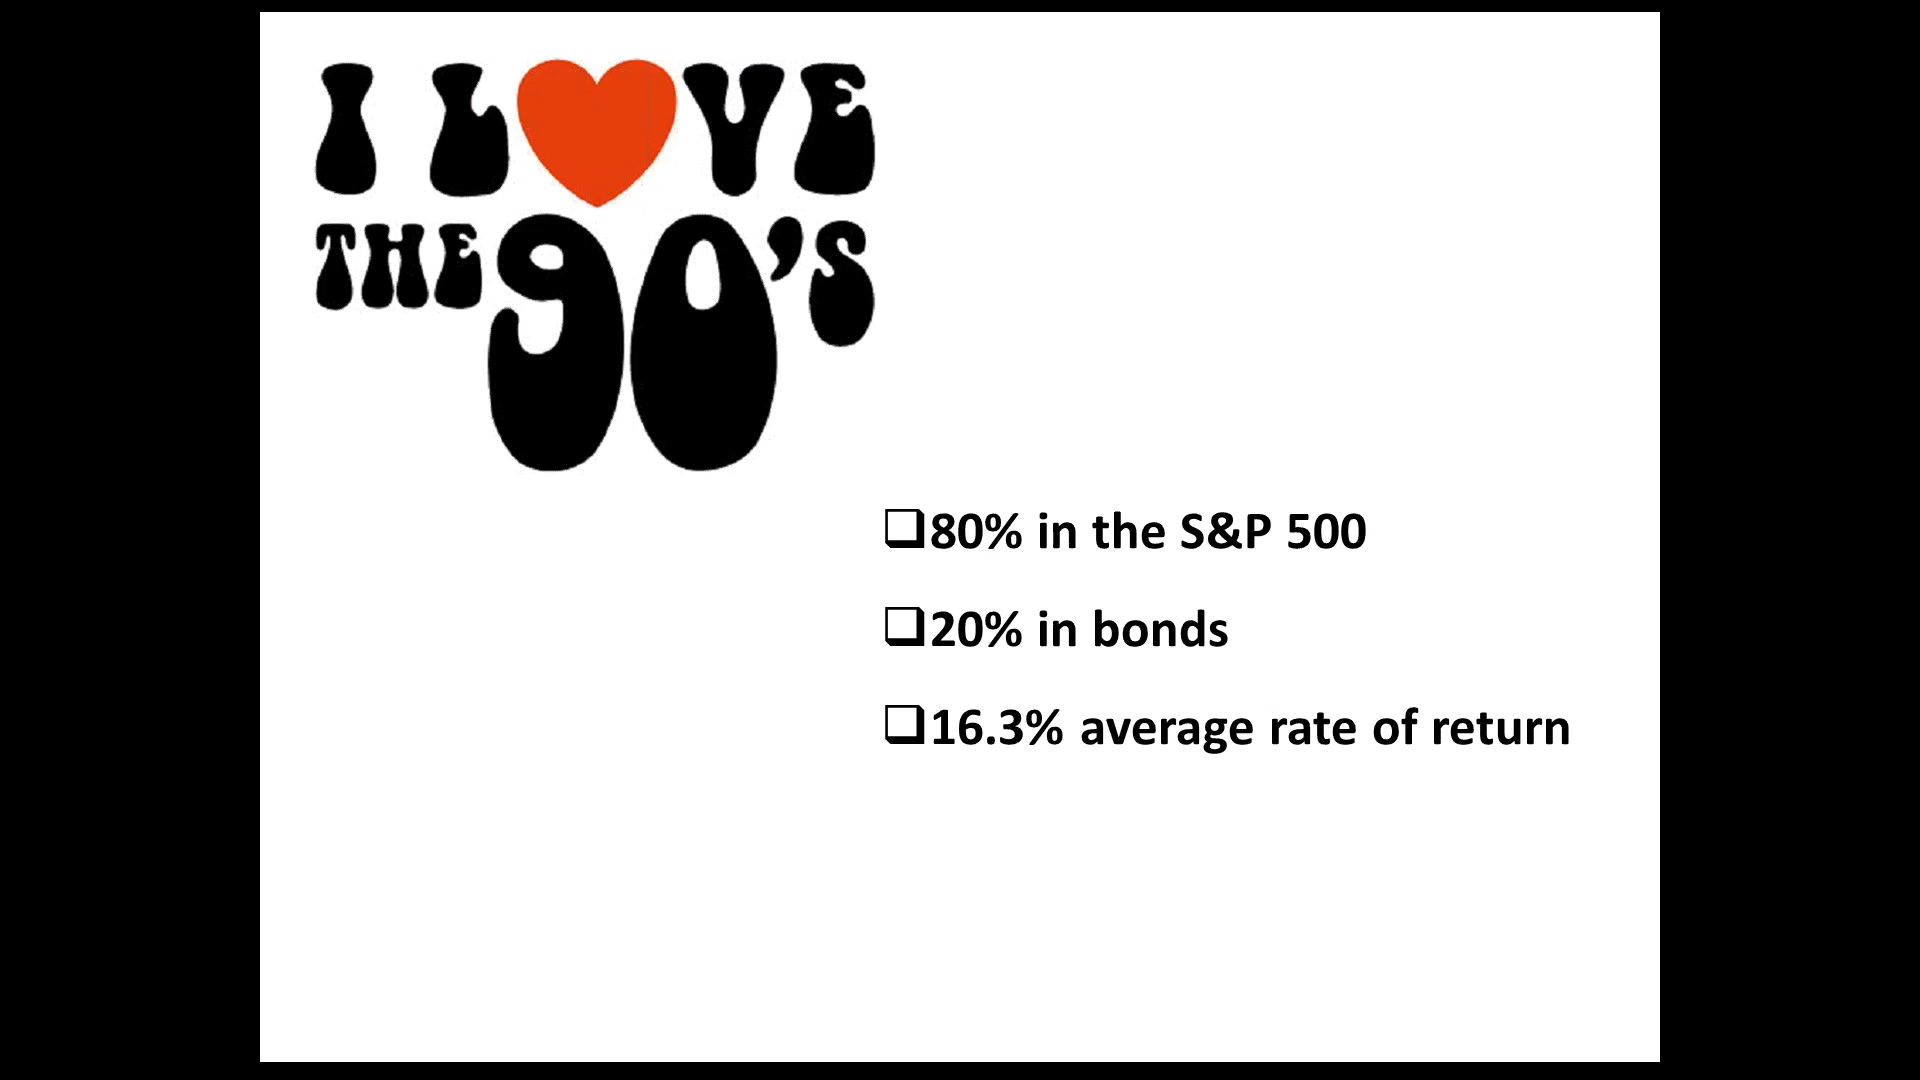 I LOVE
THE 90'S
❑80% in the S&P 500
❑20% in bonds
❑16.3% average rate of return